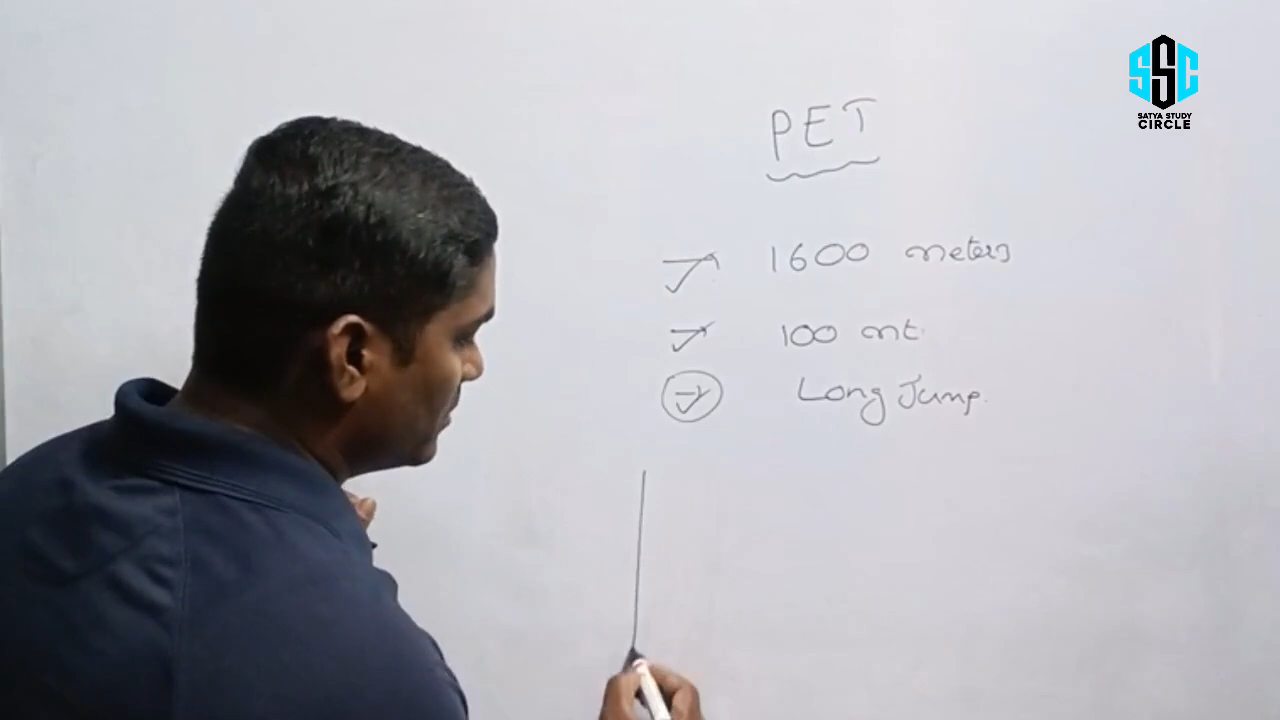 SSC
SATYA STUDY
CIRCLE
PET
1600 meters
100 mt.
Long Jump.